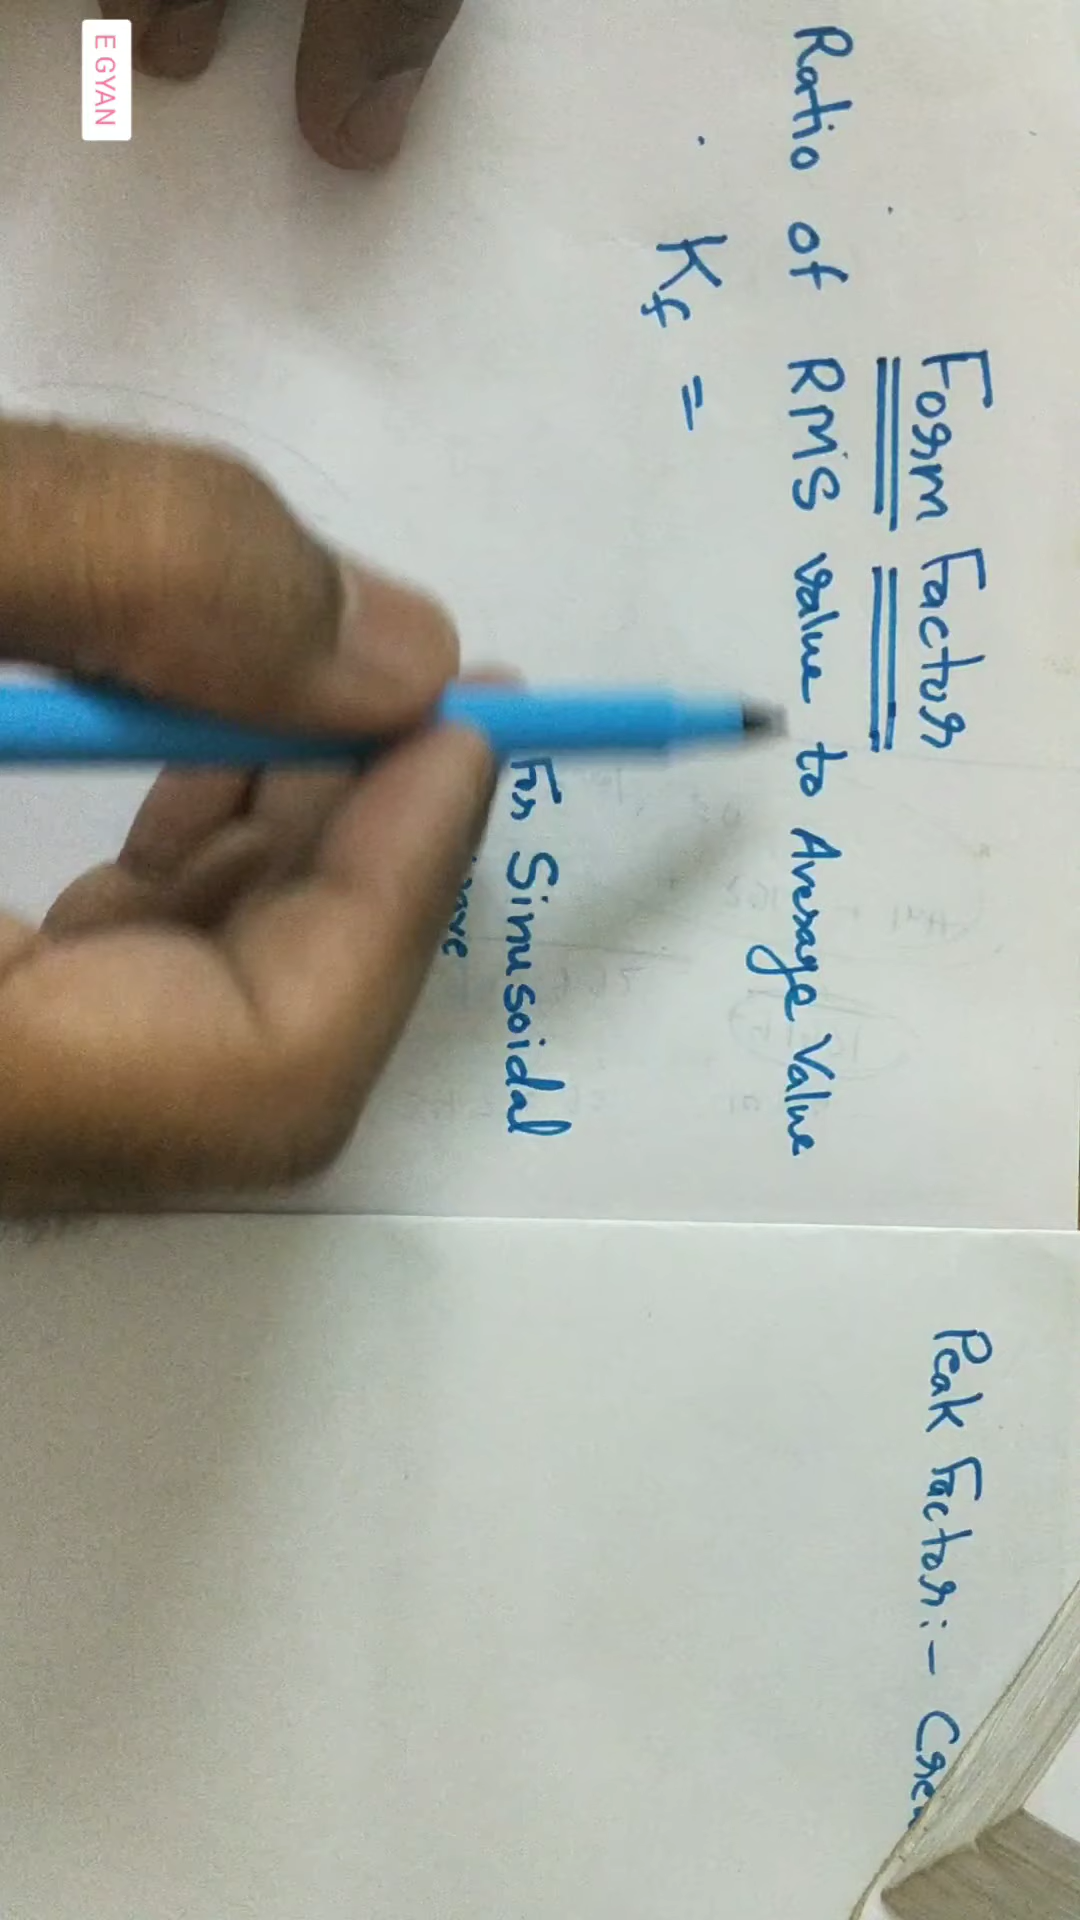 Form Factor
Ratio of RMS value to Average Value
Kf =
For Sinusoidal
Peak Factor:-
E GYAN